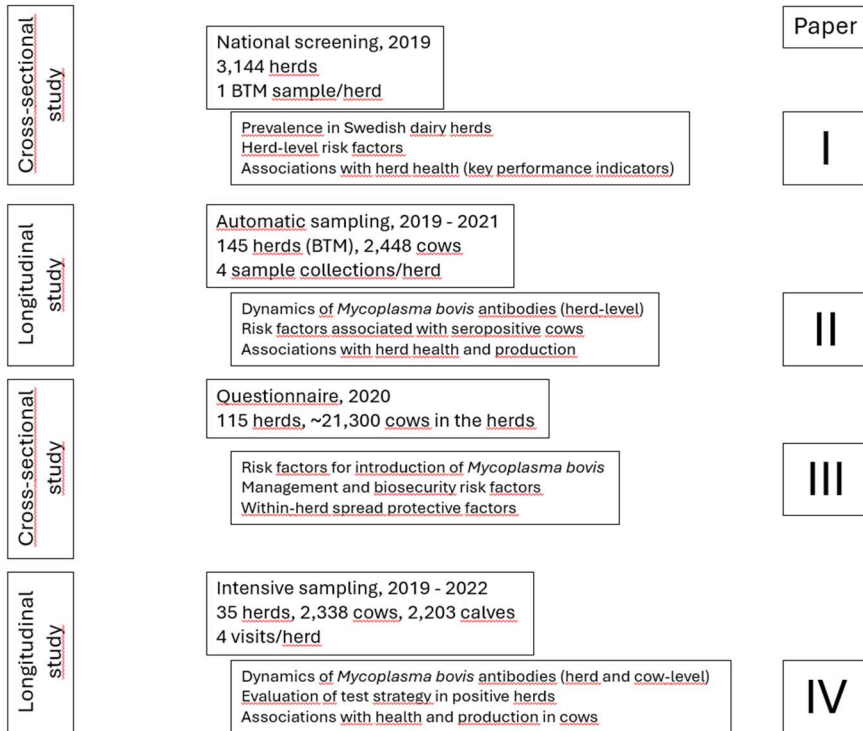 Paper
Cross-sectional
study
National screening, 2019
3,144 herds
1 BTM sample/herd
Prevalence in Swedish dairy herds
Herd-level risk factors
Associations with herd health (key performance indicators)
I
Longitudinal
study
Automatic sampling, 2019 - 2021
145 herds (BTM), 2,448 cows
4 sample collections/herd
Dynamics of Mycoplasma bovis antibodies (herd-level)
Risk factors associated with seropositive cows
Associations with herd health and production
II
Cross-sectional
study
Questionnaire, 2020
115 herds, ~21,300 cows in the herds
Risk factors for introduction of Mycoplasma bovis
Management and biosecurity risk factors
Within-herd spread protective factors
III
Longitudinal
study
Intensive sampling, 2019 - 2022
35 herds, 2,338 cows, 2,203 calves
4 visits/herd
Dynamics of Mycoplasma bovis antibodies (herd and cow-level)
Evaluation of test strategy in positive herds
Associations with health and production in cows
IV